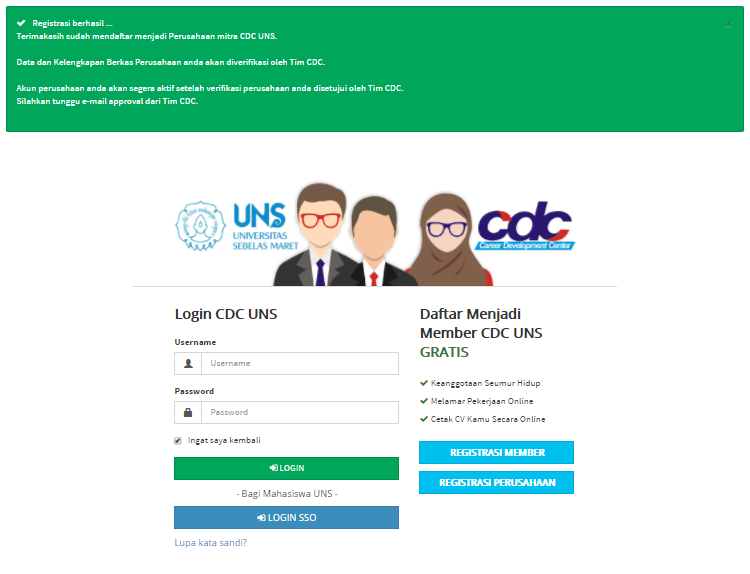 Registrasi berhasil ...
Terimakasih sudah mendaftar menjadi Perusahaan mitra CDC UNS.
Data dan Kelengkapan Berkas Perusahaan anda akan diverifikasi oleh Tim CDC.
Akun perusahaan anda akan segera aktif setelah verifikasi perusahaan anda disetujui oleh Tim CDC.
Silahkan tunggu e-mail approval dari Tim CDC.
UNS
UNIVERSITAS
SEBELAS MARET
cdc
Career Development Center
Login CDC UNS
Username
Username
Password
Password
Ingat saya kembali
LOGIN
- Bagi Mahasiswa UNS -
LOGIN SSO
Lupa kata sandi?
Daftar Menjadi
Member CDC UNS
GRATIS
Keanggotaan Seumur Hidup
Melamar Pekerjaan Online
Cetak CV Kamu Secara Online
REGISTRASI MEMBER
REGISTRASI PERUSAHAAN